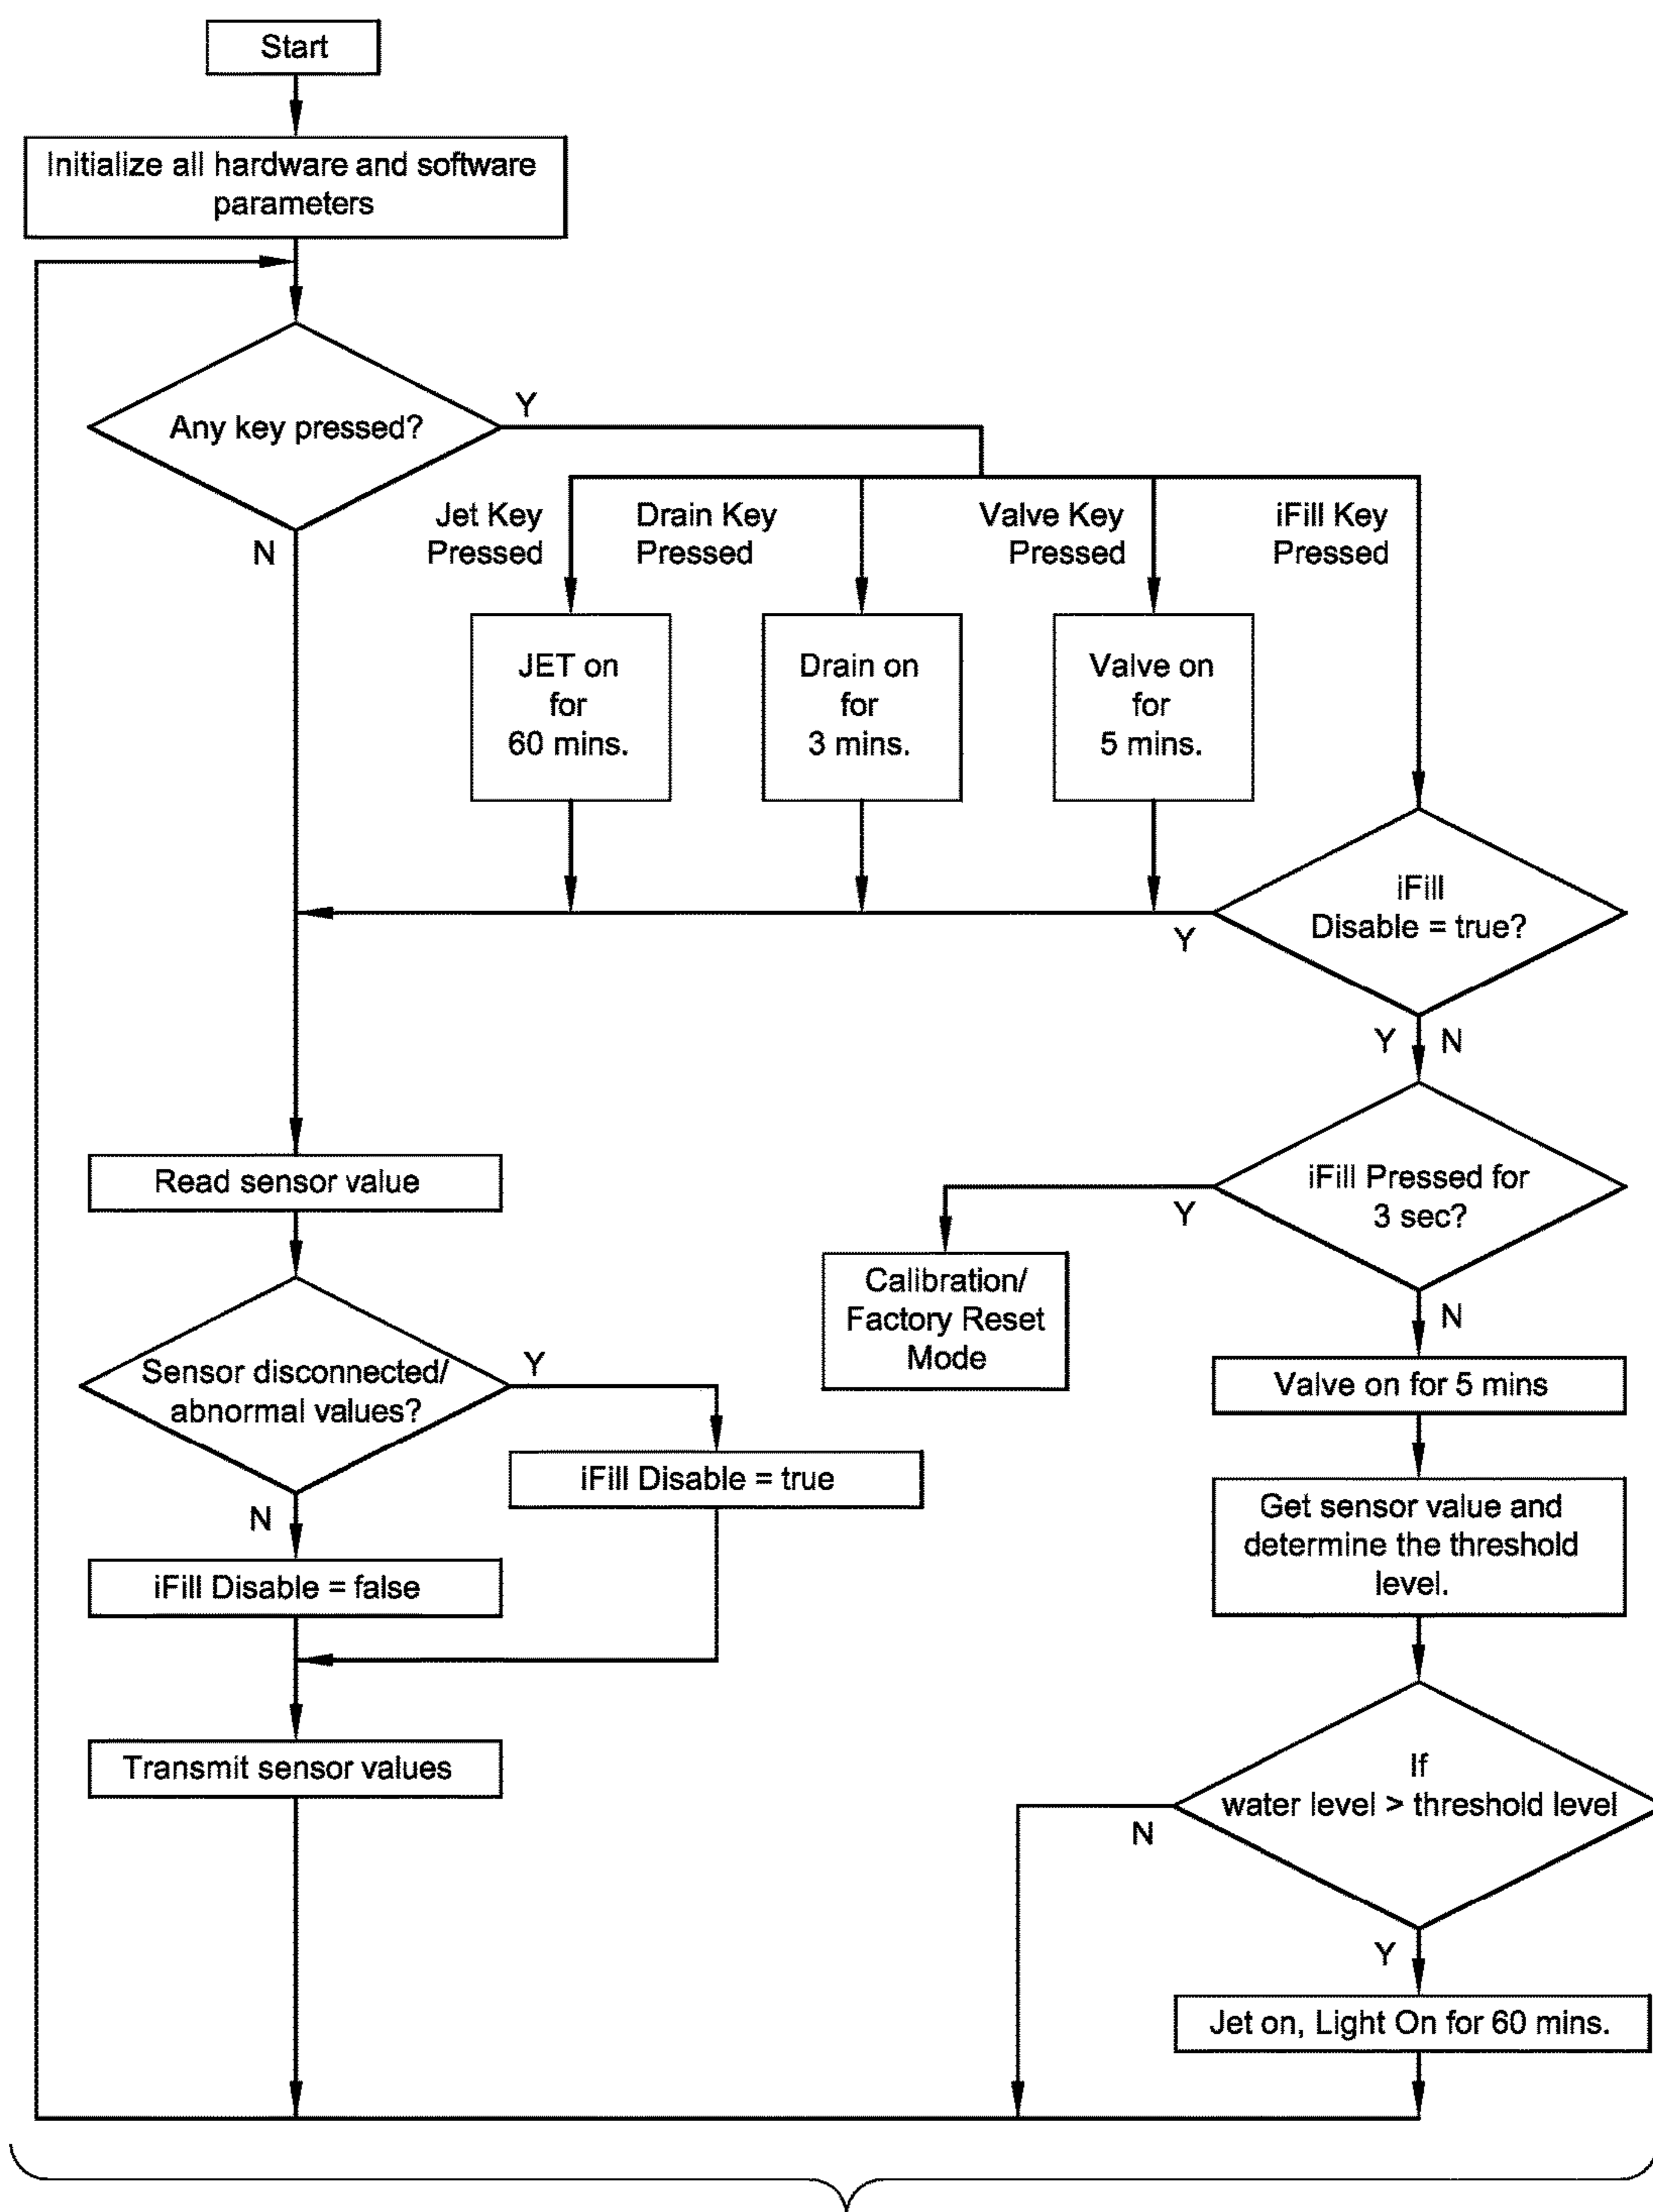 Start
Initialize all hardware and software
parameters
Any key pressed?
Y
N
Jet Key
Pressed
Drain Key
Pressed
Valve Key
Pressed
iFill Key
Pressed
JET on
for
60 mins.
Drain on
for
3 mins.
Valve on
for
5 mins.
iFill
Disable = true?
Y
Y
N
Read sensor value
iFill Pressed for
3 sec?
Y
N
Calibration/
Factory Reset
Mode
Sensor disconnected/
abnormal values?
Y
N
iFill Disable = true
iFill Disable = false
Transmit sensor values
Valve on for 5 mins
Get sensor value and
determine the threshold
level.
If
water level > threshold level
N
Y
Jet on, Light On for 60 mins.